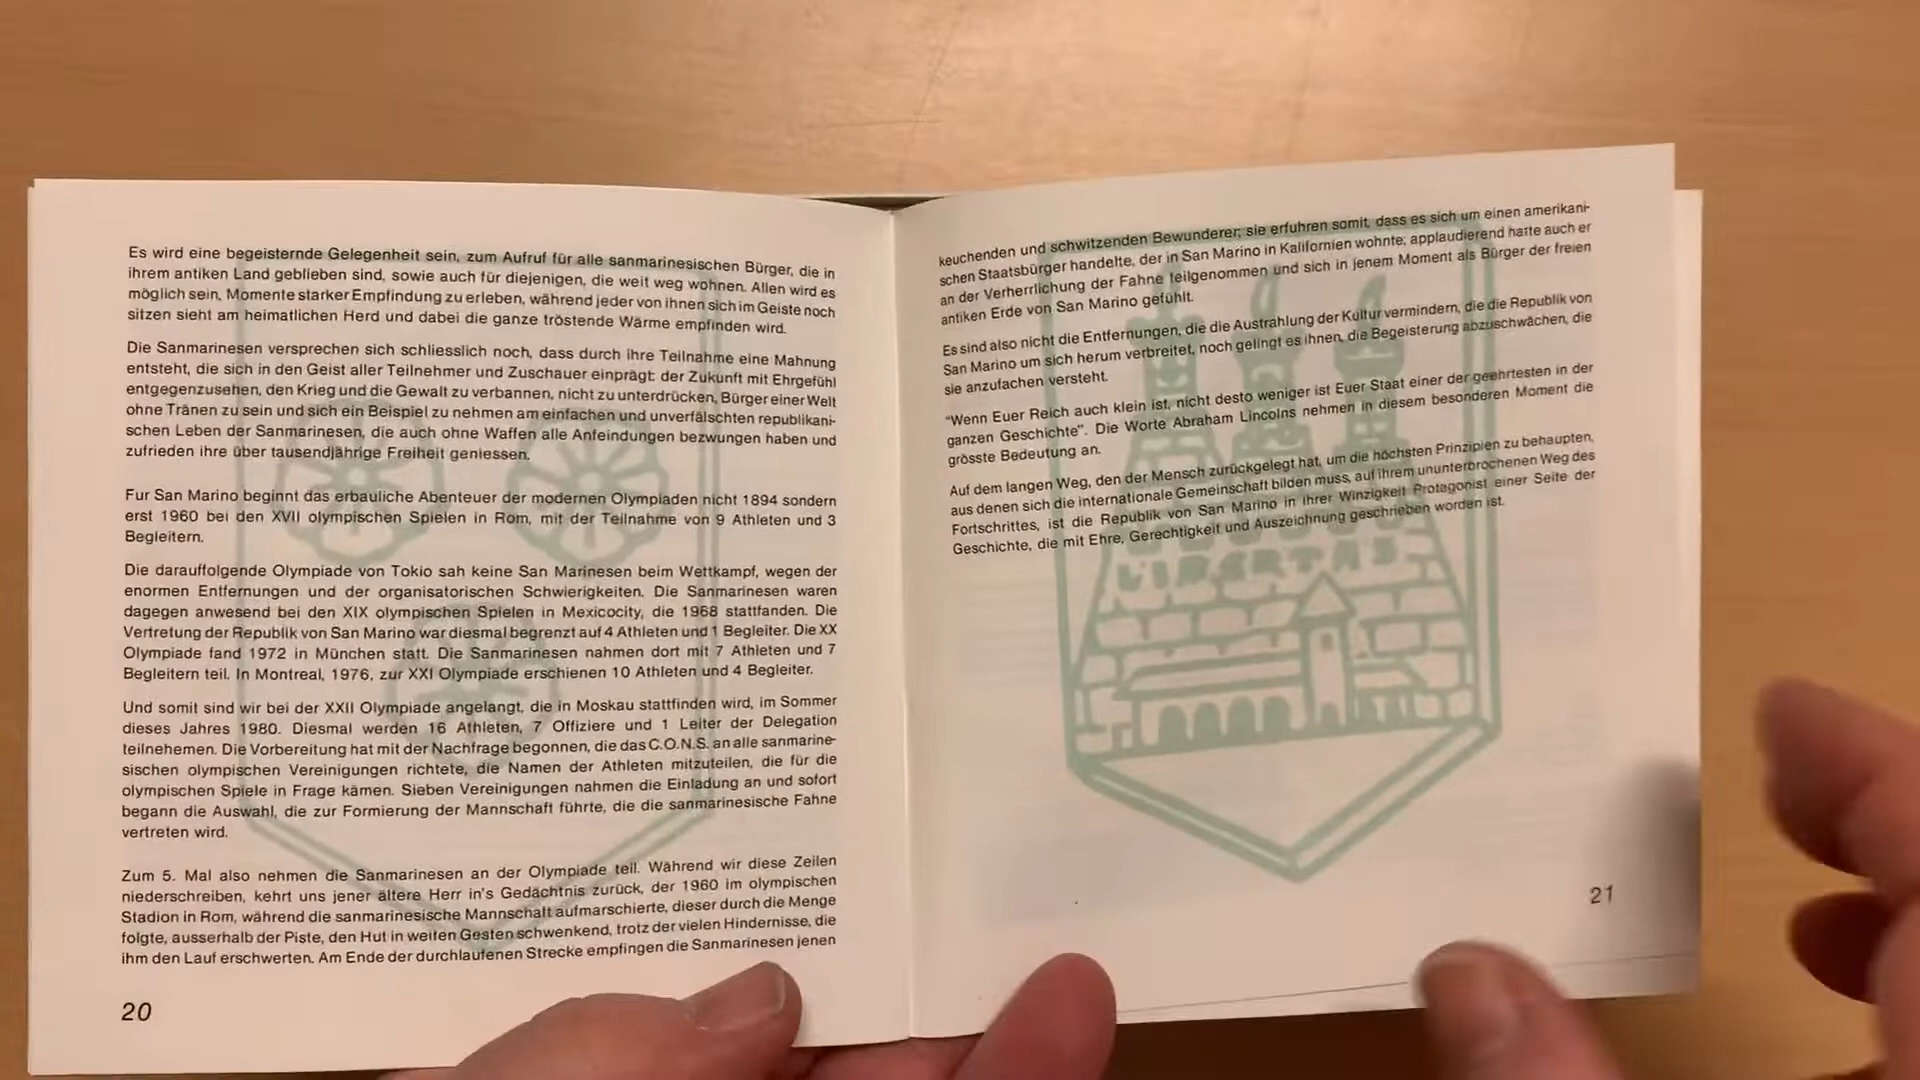 Es wird eine begeisternde Gelegenheit sein, zum Aufruf für alle sanmarinesischen Bürger, die in
ihrem antiken Land geblieben sind, sowie auch für diejenigen, die weit weg wohnen. Allen wird es
möglich sein, Momente starker Empfindung zu erleben, während jeder von ihnen sich im Geiste noch
sitzen sieht am heimatlichen Herd und dabei die ganze tröstende Wärme empfinden wird.
Die Sanmarinesen versprechen sich schliesslich noch, dass durch ihre Teilnahme eine Mahnung
entsteht, die sich in den Geist aller Teilnehmer und Zuschauer einprägt: der Zukunft mit Ehrgefühl
entgegenzusehen, den Krieg und die Gewalt zu verbannen, nicht zu unterdrücken, Bürger einer Welt
ohne Tränen zu sein und sich ein Beispiel zu nehmen am einfachen und unverfälschten republikani-
schen Leben der Sanmarinesen, die auch ohne Waffen alle Anfeindungen bezwungen haben und
zufrieden ihre über tausendjährige Freiheit geniessen.
Fur San Marino beginnt das erbauliche Abenteuer der modernen Olympiaden nicht 1894 sondern
erst 1960 bei den XVII olympischen Spielen in Rom, mit der Teilnahme von 9 Athleten und 3
Begleitern.
Die darauffolgende Olympiade von Tokio sah keine San Marinesen beim Wettkampf, wegen der
enormen Entfernungen und der organisatorischen Schwierigkeiten. Die Sanmarinesen waren
dagegen anwesend bei den XIX olympischen Spielen in Mexicocity, die 1968 stattfanden. Die
Vertretung der Republik von San Marino war diesmal begrenzt auf 4 Athleten und 1 Begleiter. Die XX
Olympiade fand 1972 in München statt. Die Sanmarinesen nahmen dort mit 7 Athleten und 7
Begleitern teil. In Montreal, 1976, zur XXI Olympiade erschienen 10 Athleten und 4 Begleiter.
Und somit sind wir bei der XXII Olympiade angelangt, die in Moskau stattfinden wird, im Sommer
dieses Jahres 1980. Diesmal werden 16 Athleten, 7 Offiziere und 1 Leiter der Delegation
teilnehemen. Die Vorbereitung hat mit der Nachfrage begonnen, die das C.O.N.S. an alle sanmarine-
sischen olympischen Vereinigungen richtete, die Namen der Athleten mitzuteilen, die für die
olympischen Spiele in Frage kämen. Sieben Vereinigungen nahmen die Einladung an und sofort
begann die Auswahl, die zur Formierung der Mannschaft führte, die die sanmarinesische Fahne
vertreten wird.
Zum 5. Mal also nehmen die Sanmarinesen an der Olympiade teil. Während wir diese Zeilen
niederschreiben, kehrt uns jener ältere Herr in's Gedächtnis zurück, der 1960 im olympischen
Stadion in Rom, während die sanmarinesische Mannschaft aufmarschierte, dieser durch die Menge
folgte, ausserhalb der Piste, den Hut in weiten Gesten schwenkend, trotz der vielen Hindernisse, die
ihm den Lauf erschwerten. Am Ende der durchlaufenen Strecke empfingen die Sanmarinesen jenen
20
keuchenden und schwitzenden Bewunderer; sie erfuhren somit, dass es sich um einen amerikani-
schen Staatsbürger handelte, der in San Marino in Kalifornien wohnte; applaudierend hatte auch er
an der Verherrlichung der Fahne teilgenommen und sich in jenem Moment als Bürger der freien
antiken Erde von San Marino gefühlt.
Es sind also nicht die Entfernungen, die die Austrahlung der Kultur vermindern, die die Republik von
San Marino um sich herum verbreitet, noch gelingt es ihnen, die Begeisterung abzuschwächen, die
sie anzufachen versteht.
"Wenn Euer Reich auch klein ist, nicht desto weniger ist Euer Staat einer der geehrtesten in der
ganzen Geschichte". Die Worte Abraham Lincolns nehmen in diesem besonderen Moment die
grösste Bedeutung an.
Auf dem langen Weg, den der Mensch zurückgelegt hat, um die höchsten Prinzipien zu behaupten,
aus denen sich die internationale Gemeinschaft bilden muss, auf ihrem ununterbrochenen Weg des
Fortschrittes, ist die Republik von San Marino in ihrer Winzigkeit Protagonist einer Seite der
Geschichte, die mit Ehre, Gerechtigkeit und Auszeichnung geschrieben worden ist.
LIBERTAS
21